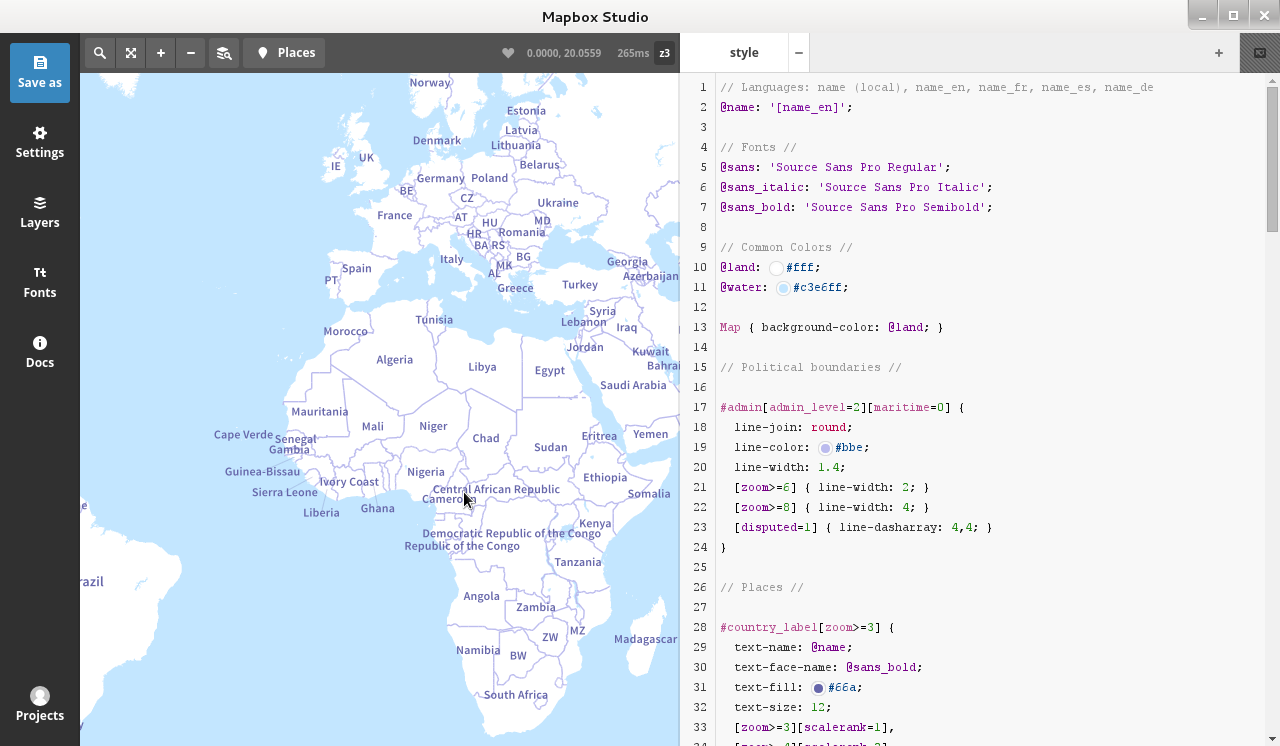 Mapbox Studio
Save as
Settings
Layers
Fonts
Docs
Projects
Places
0.0000, 20.0559 265ms z3
Norway
Estonia
Latvia
Denmark
Lithuania
UK
IE
Belarus
Germany Poland
BE
CZ
Ukraine
France
AT
HU
MD
HR
Romania
BA RS
Italy
BG
MK
Georgia
Spain
AL
Azerbaijan
PT
Greece
Turkey
Syria
Tunisia
Lebanon
Morocco
Iraq
Jordan
Kuwait
Algeria
Libya
Egypt
Bahrai
Saudi Arabia
Mauritania
Mali
Niger
Cape Verde
Senegal
Chad
Eritrea
Yemen
Gambia
Sudan
Guinea-Bissau
Nigeria
Ethiopia
Ivory Coast
Sierra Leone
Central African Republic
Somalia
Cameroon
Liberia
Ghana
Kenya
Democratic Republic of the Congo
Republic of the Congo
Tanzania
razil
Angola
Zambia
MZ
ZW
Madagascar
Namibia
BW
South Africa
style
1 // Languages: name (local), name_en, name_fr, name_es, name_de
2 @name: '[name_en]';
3
4 // Fonts //
5 @sans: 'Source Sans Pro Regular';
6 @sans_italic: 'Source Sans Pro Italic';
7 @sans_bold: 'Source Sans Pro Semibold';
8
9 // Common Colors //
10 @land: #fff;
11 @water: #c3e6ff;
12
13 Map { background-color: @land; }
14
15 // Political boundaries //
16
17 #admin[admin_level=2][maritime=0] {
18 line-join: round;
19 line-color: #bbe;
20 line-width: 1.4;
21 [zoom>=6] { line-width: 2; }
22 [zoom>=8] { line-width: 4; }
23 [disputed=1] { line-dasharray: 4,4; }
24 }
25
26 // Places //
27
28 #country_label[zoom>=3] {
29 text-name: @name;
30 text-face-name: @sans_bold;
31 text-fill: #66a;
32 text-size: 12;
33 [zoom>=3][scalerank=1],